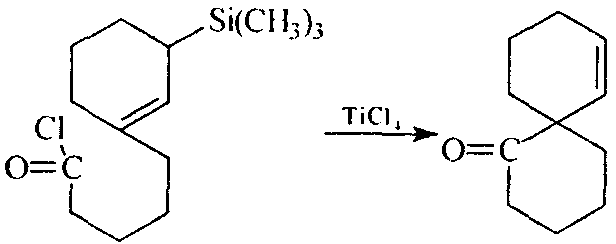 Si(CH₃)₃
Cl
O=C
TiCl₄
O=C